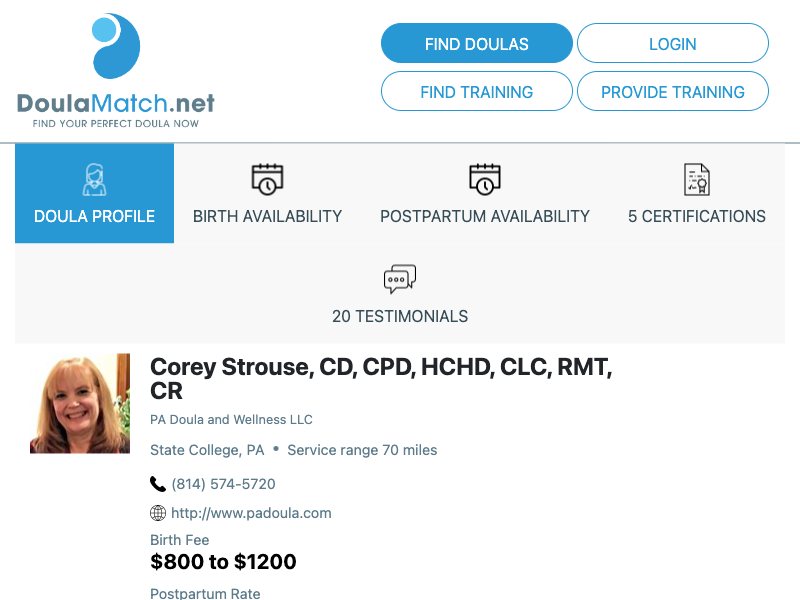 DoulaMatch.net
FIND YOUR PERFECT DOULA NOW
FIND DOULAS
LOGIN
FIND TRAINING
PROVIDE TRAINING
DOULA PROFILE
BIRTH AVAILABILITY
POSTPARTUM AVAILABILITY
5 CERTIFICATIONS
20 TESTIMONIALS
Corey Strouse, CD, CPD, HCHD, CLC, RMT,
CR
PA Doula and Wellness LLC
State College, PA • Service range 70 miles
(814) 574-5720
http://www.padoula.com
Birth Fee
$800 to $1200
Postpartum Rate